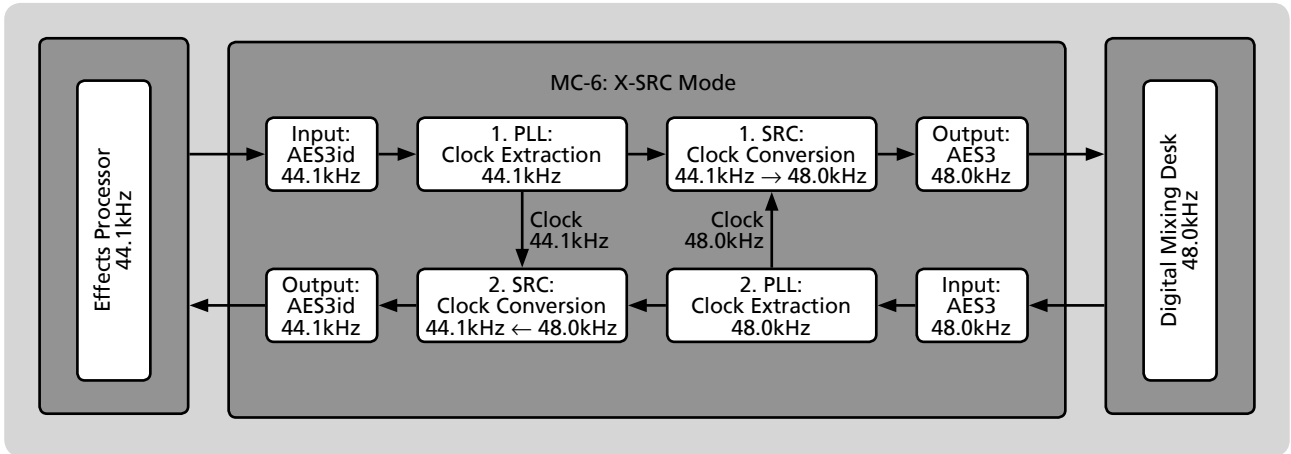 MC-6: X-SRC Mode
Effects Processor
44.1kHz
Input:
AES3id
44.1kHz
1. PLL:
Clock Extraction
44.1kHz
1. SRC:
Clock Conversion
44.1kHz → 48.0kHz
Output:
AES3
48.0kHz
Digital Mixing Desk
48.0kHz
Clock
44.1kHz
Clock
48.0kHz
Output:
AES3id
44.1kHz
2. SRC:
Clock Conversion
44.1kHz ← 48.0kHz
2. PLL:
Clock Extraction
48.0kHz
Input:
AES3
48.0kHz